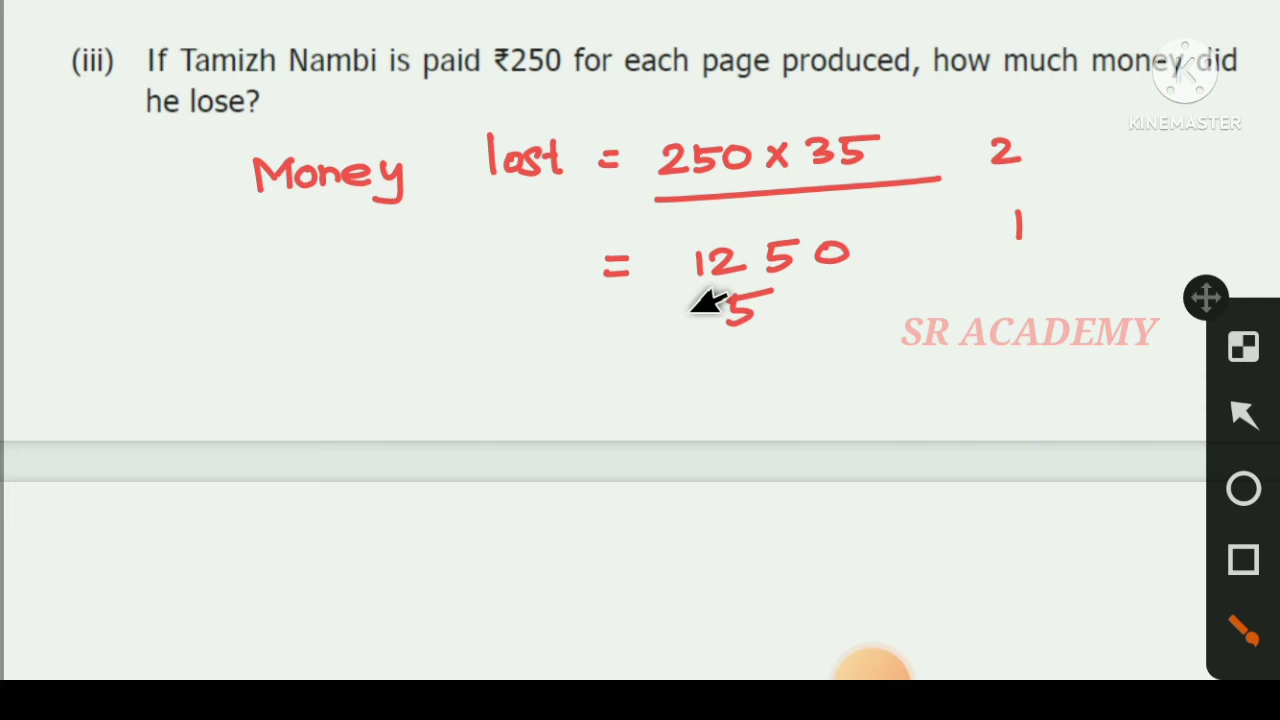 (iii) If Tamizh Nambi is paid ₹250 for each page produced, how much money did
he lose?
KINEMASTER
Money lost = 250 x 35 2
1
= 1250
5
SR ACADEMY